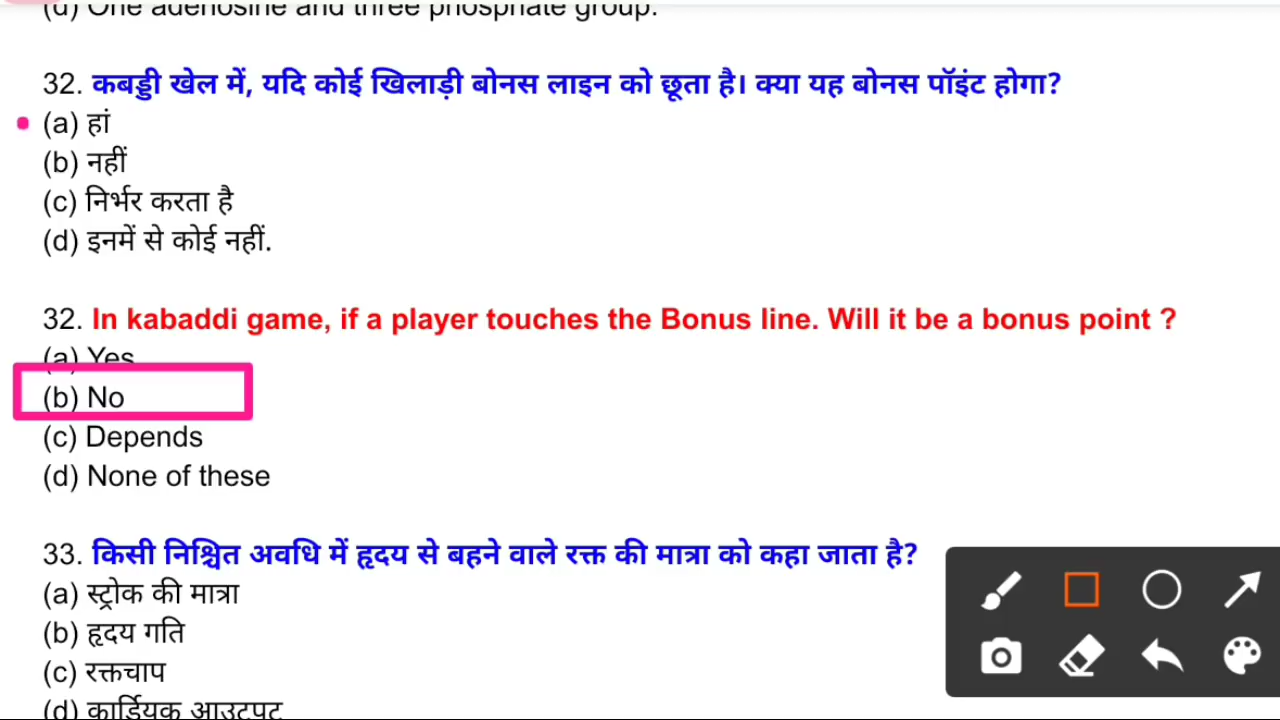 (d) One adenosine and three phosphate group.
32. कबड्डी खेल में, यदि कोई खिलाड़ी बोनस लाइन को छूता है। क्या यह बोनस पॉइंट होगा?
(a) हां
(b) नहीं
(c) निर्भर करता है
(d) इनमें से कोई नहीं.
32. In kabaddi game, if a player touches the Bonus line. Will it be a bonus point ?
(a) Yes
(b) No
(c) Depends
(d) None of these
33. किसी निश्चित अवधि में हृदय से बहने वाले रक्त की मात्रा को कहा जाता है?
(a) स्ट्रोक की मात्रा
(b) हृदय गति
(c) रक्तचाप
(d) कार्डियक आउटपुट